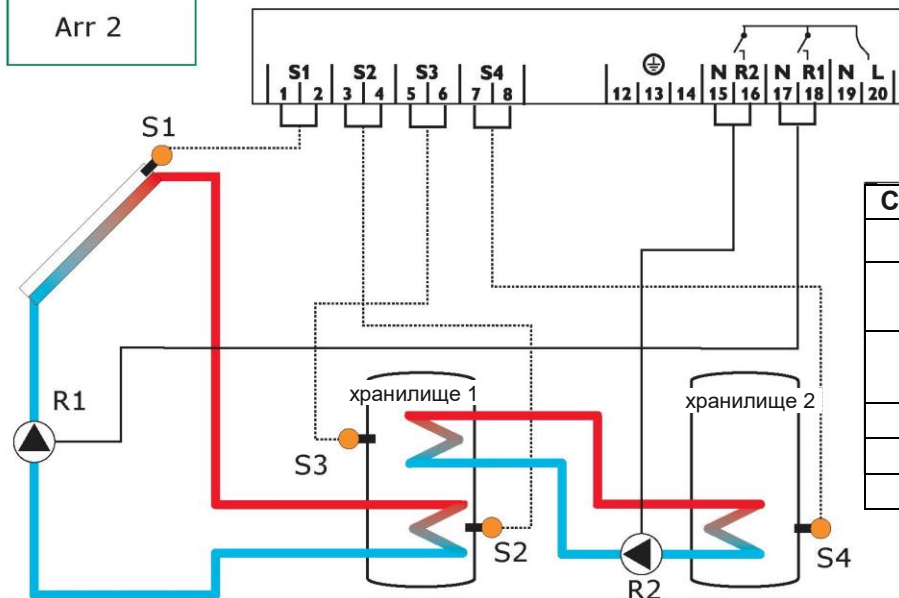 Arr 2
S1 S2 S3 S4 N R2 N R1 N L
1 2 3 4 5 6 7 8 12 13 14 15 16 17 18 19 20
S1
R1
хранилище 1
хранилище 2
S3
S2
S4
R2